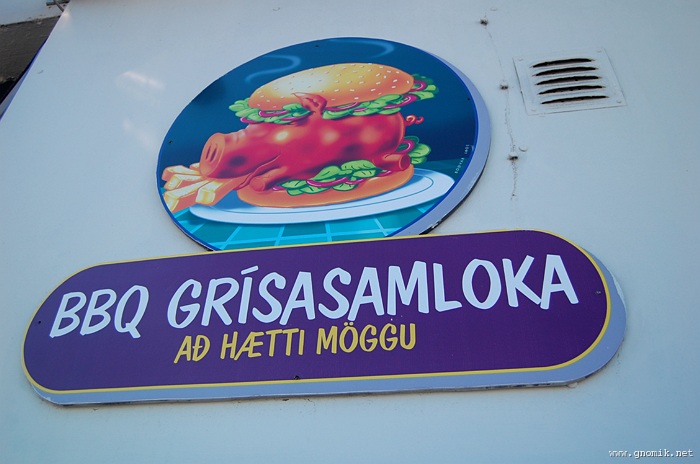 BBQ GRÍSASAMLOKA
AÐ HÆTTI MÖGGU
www.gnomik.net